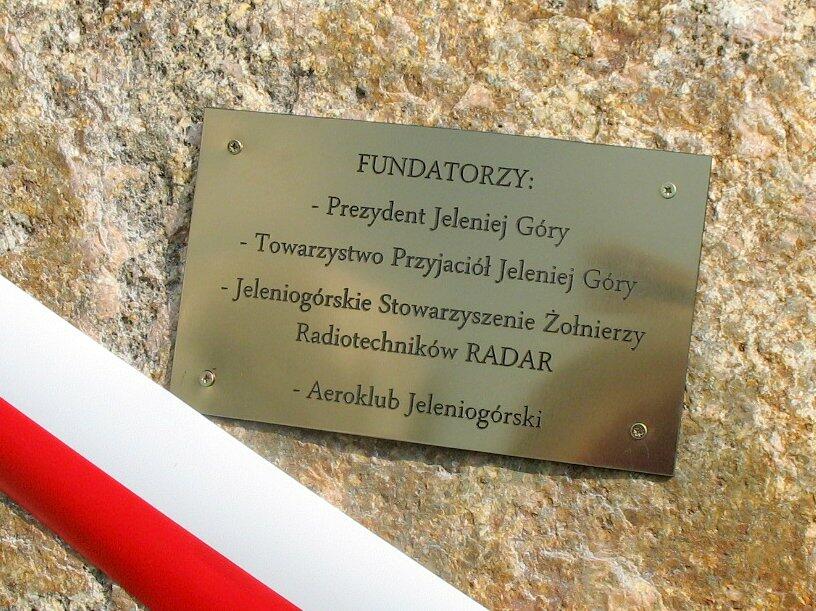 FUNDATORZY:
- Prezydent Jeleniej Góry
- Towarzystwo Przyjaciół Jeleniej Góry
- Jeleniogórskie Stowarzyszenie Żołnierzy
Radiotechników RADAR
- Aeroklub Jeleniogórski